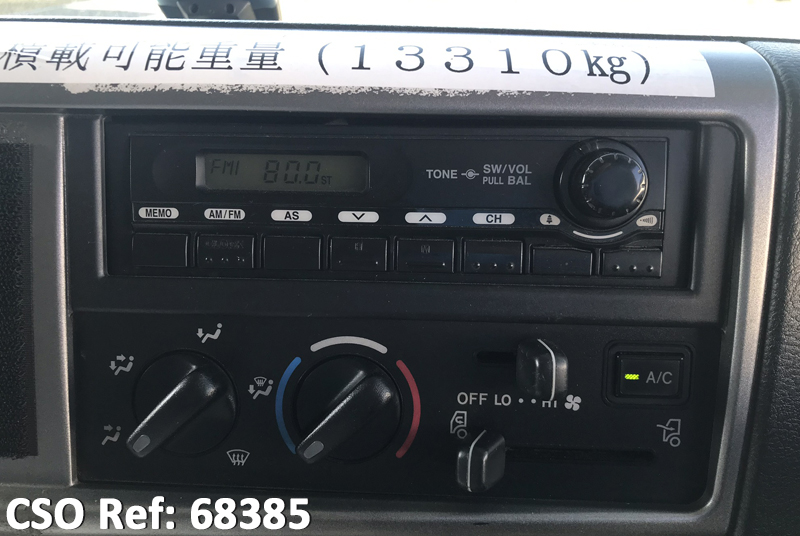 積載可能重量（１３３１０kg）
FM1 80.0 ST
TONE SW/VOL
PULL BAL
MEMO AM/FM AS CH
A/C
OFF LO • • HI
CSO Ref: 68385